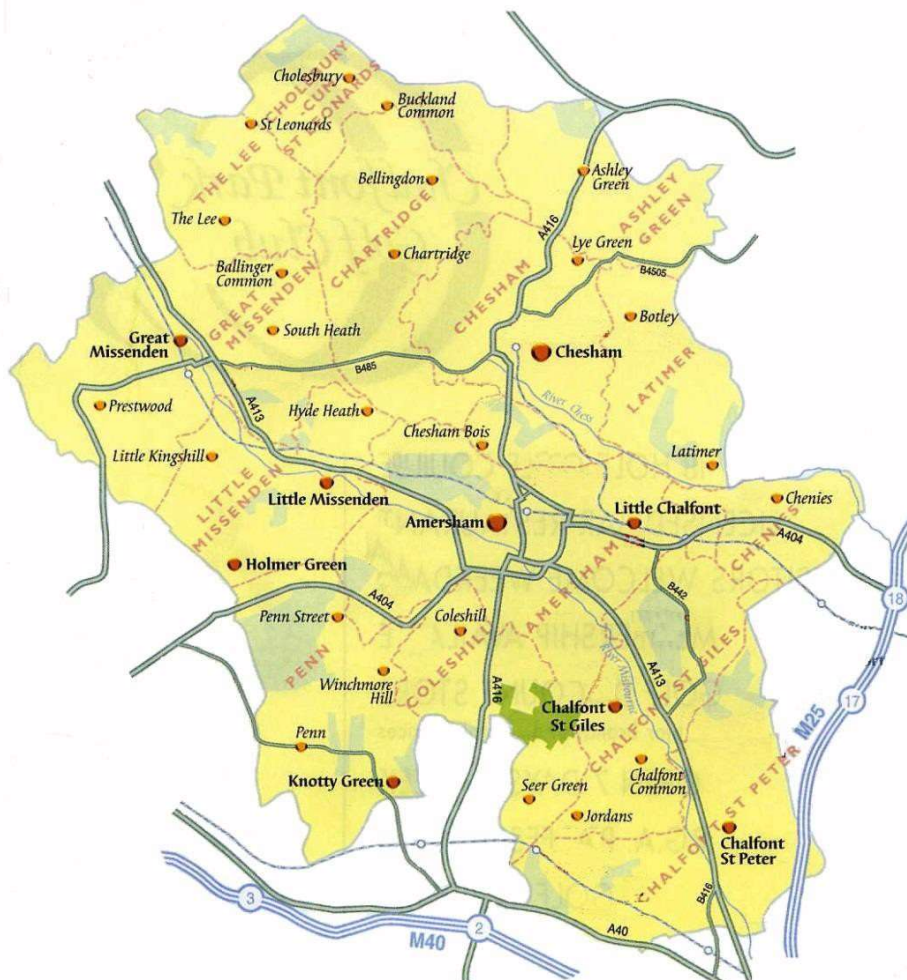 Cholesbury
Buckland
Common
St Leonards
THE LEE
CHOLSBURY
-CUM-
ST LEONARDS
Bellingdon
Ashley
Green
ASHLEY
GREEN
The Lee
CHARTRIDGE
A416
Lye Green
Chartridge
B4505
Ballinger
Common
GREAT
MISSENDEN
CHESHAM
Botley
South Heath
Great
Missenden
Chesham
LATIMER
B485
River Chess
Prestwood
A413
Hyde Heath
Chesham Bois
Little Kingshill
Latimer
LITTLE
MISSENDEN
Little Missenden
Chenies
Amersham
Little Chalfont
CHENIES
A404
Holmer Green
AMERSHAM
18
A404
B442
Penn Street
Coleshill
PENN
COLESHILL
River Misbourne
A413
Winchmore
Hill
A416
Chalfont
St Giles
CHALFONT ST GILES
17
M25
Penn
Knotty Green
Chalfont
Common
Seer Green
Jordans
CHALFONT ST PETER
Chalfont
St Peter
B416
3
M40
2
A40